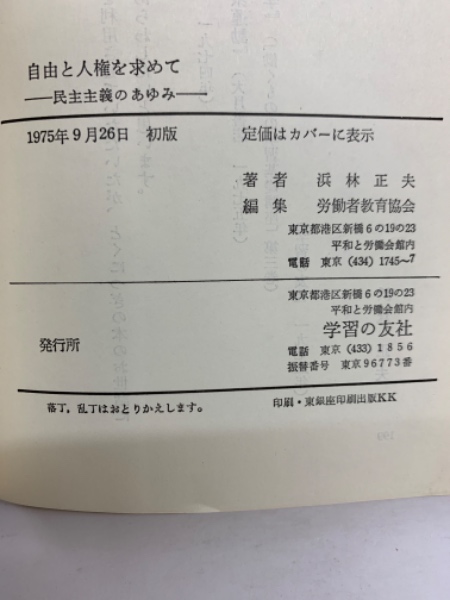 自由と人権を求めて
――民主主義のあゆみ――
1975年9月26日 初版 定価はカバーに表示
著者 浜林正夫
編集 労働者教育協会
東京都港区新橋6の19の23
平和と労働会館内
電話 東京(434)1745~7
東京都港区新橋6の19の23
平和と労働会館内
発行所 学習の友社
電話 東京(433)1856
振替番号 東京96773番
落丁,乱丁はおとりかえします。 印刷・東銀座印刷出版KK